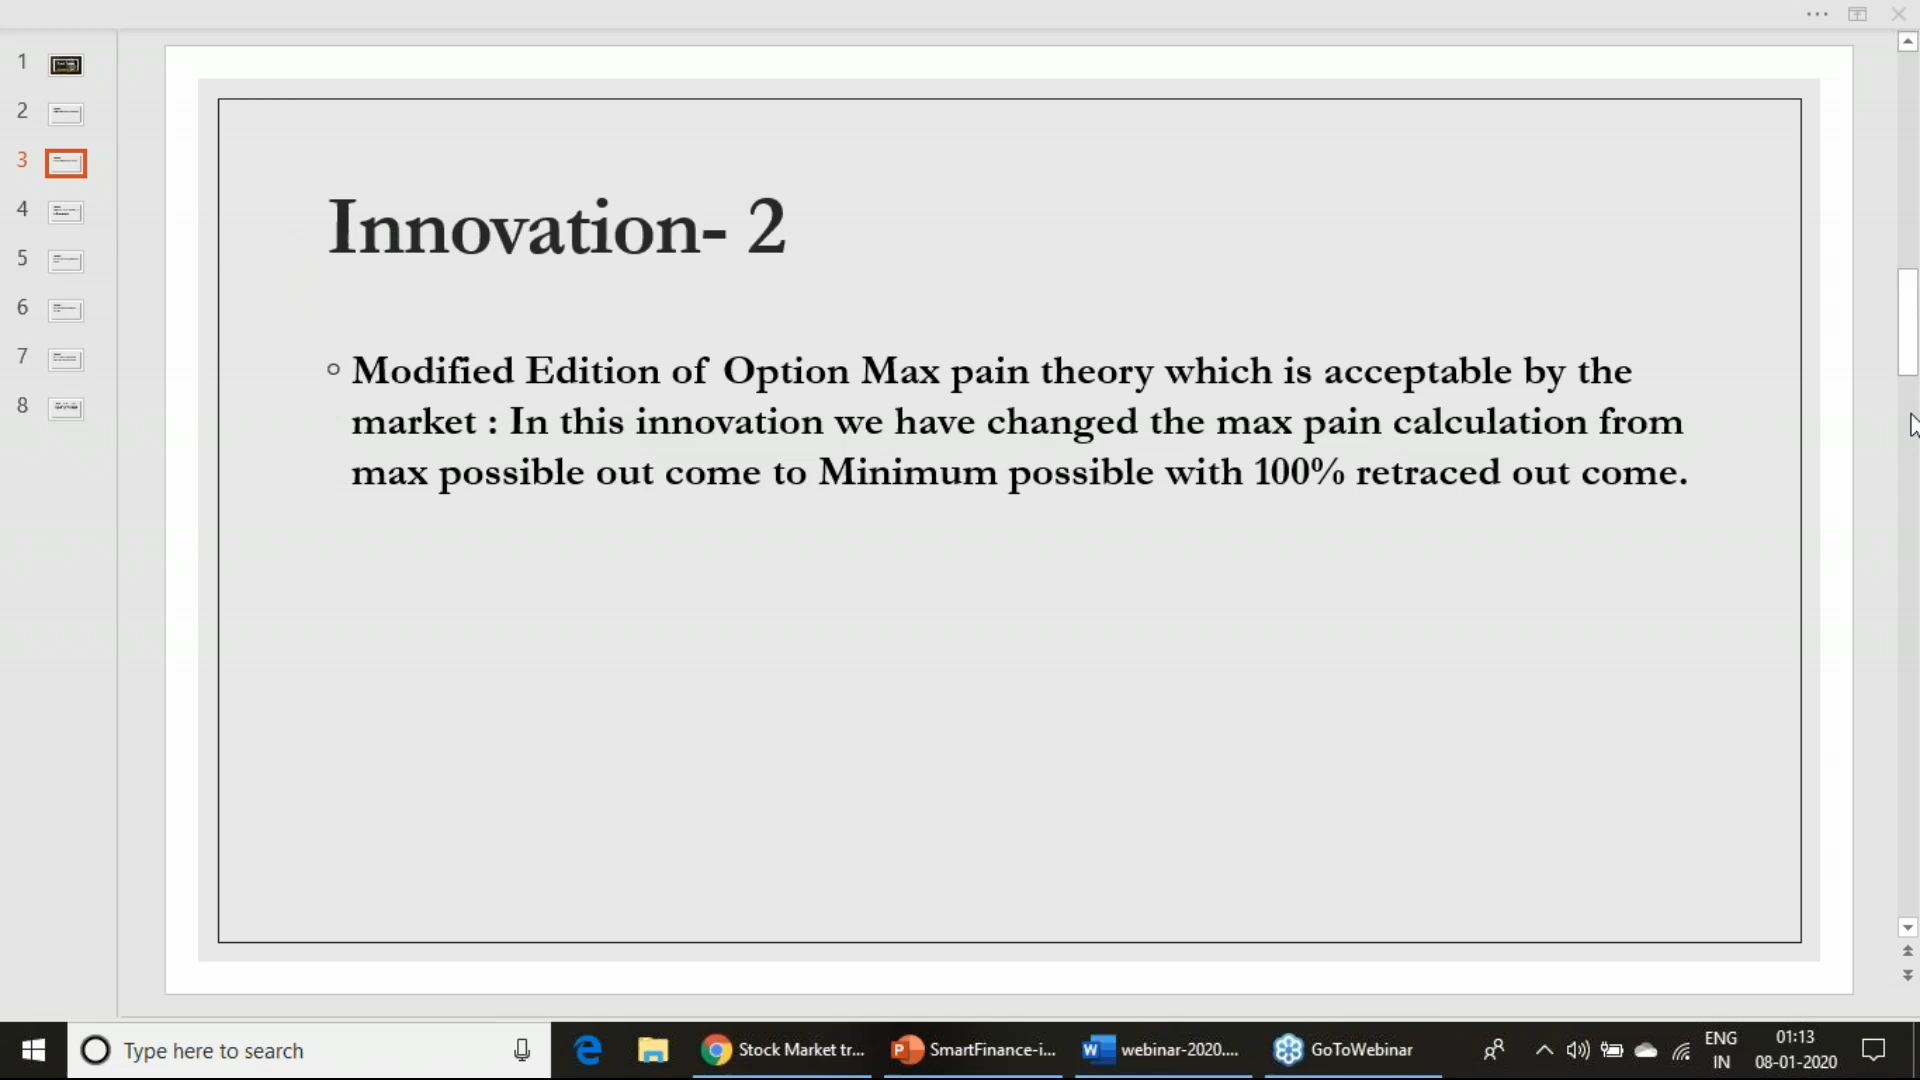 1
2
3
4
5
6
7
8
Innovation- 2
Modified Edition of Option Max pain theory which is acceptable by the
market : In this innovation we have changed the max pain calculation from
max possible out come to Minimum possible with 100% retraced out come.
Type here to search
Stock Market tr...
SmartFinance-i...
webinar-2020....
GoToWebinar
ENG
IN
01:13
08-01-2020